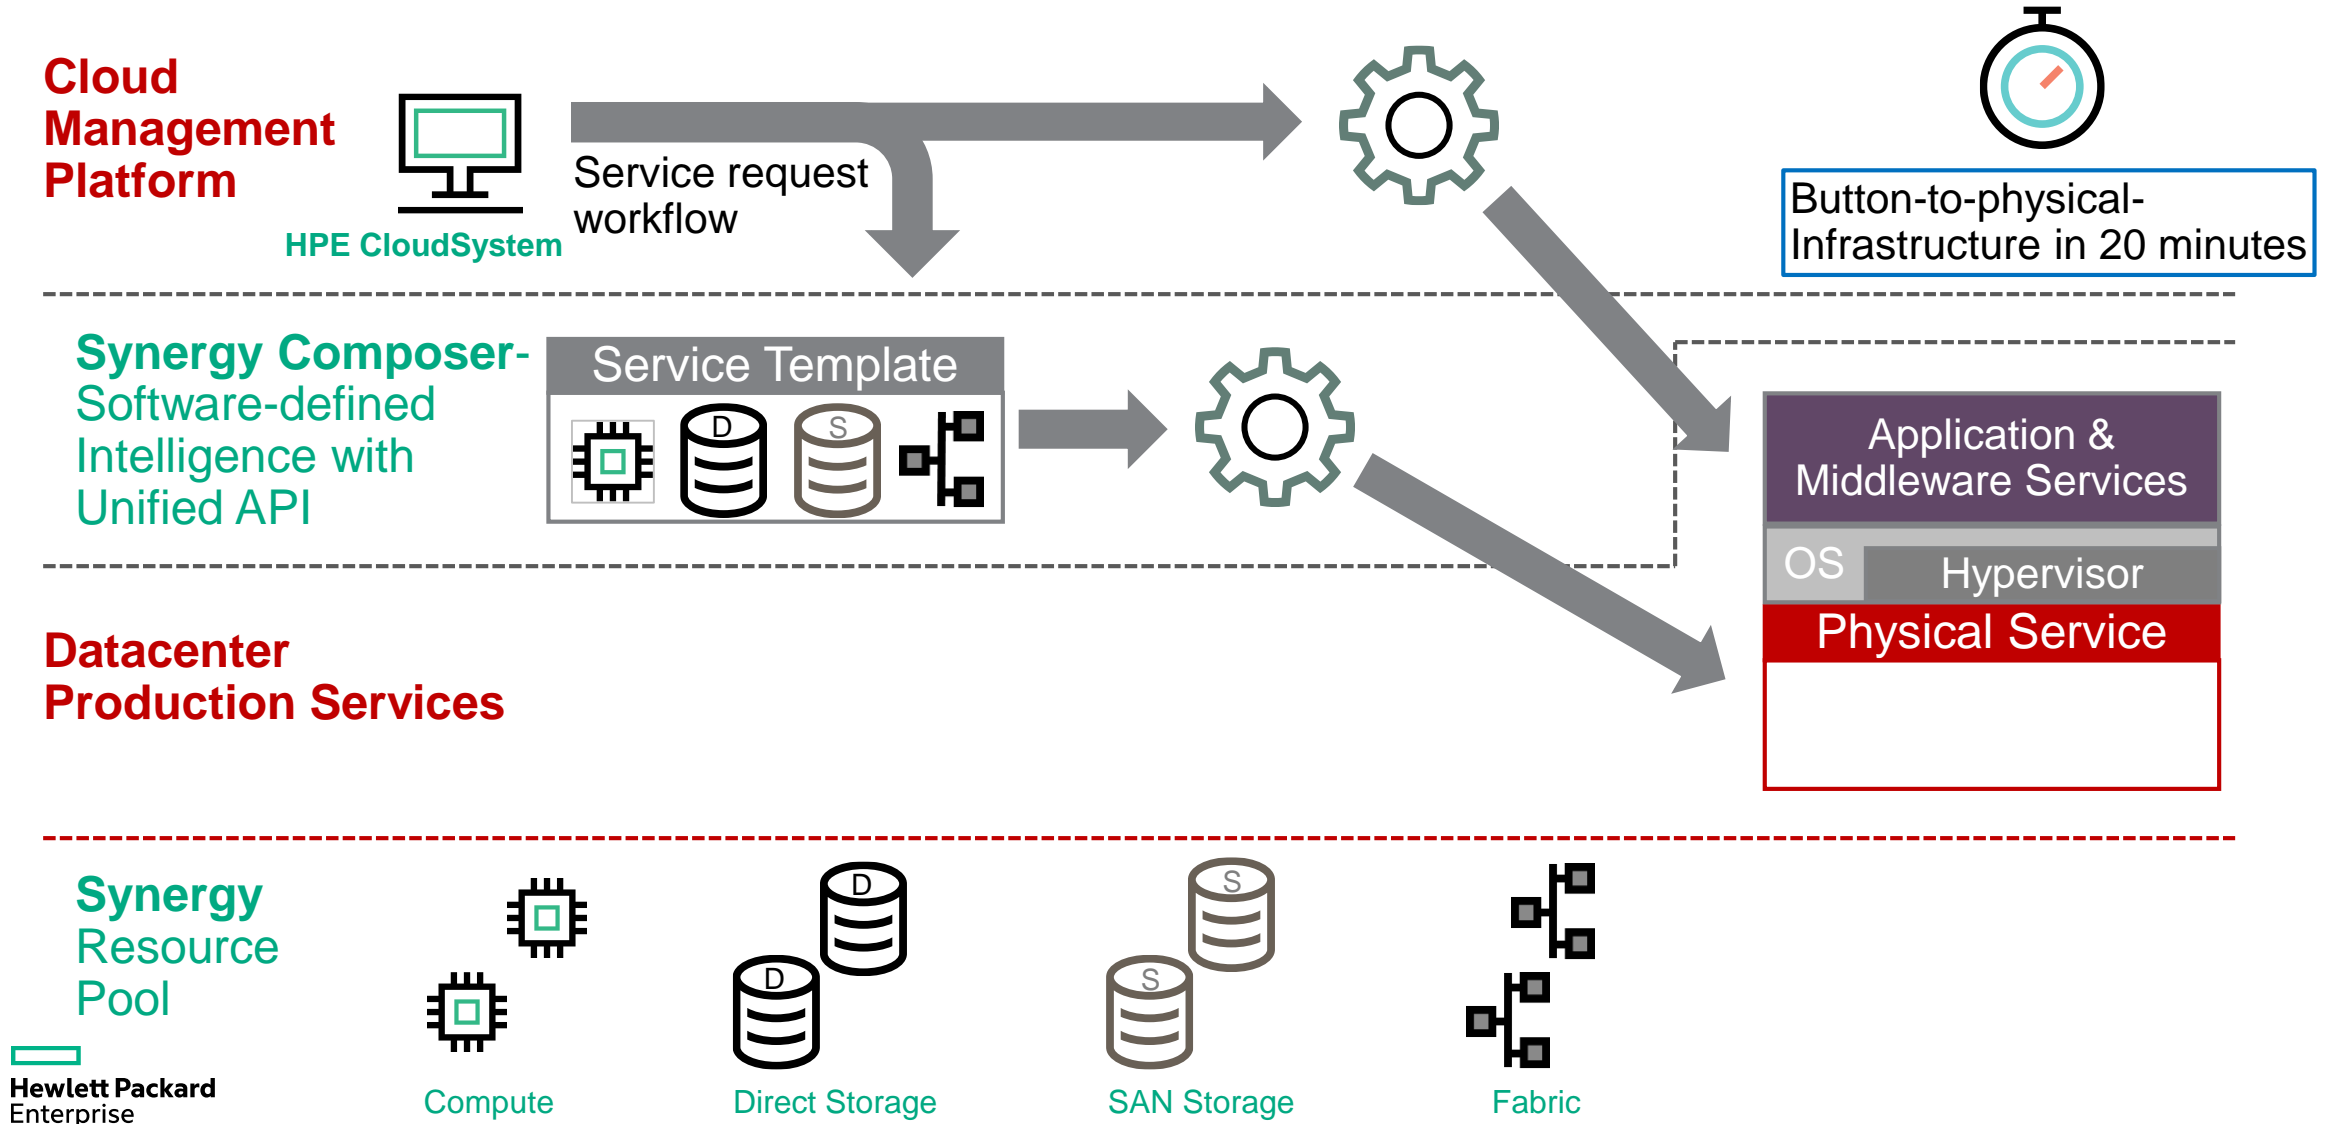 Cloud
Management
Platform
HPE CloudSystem
Service request
workflow
Button-to-physical-
Infrastructure in 20 minutes
Synergy Composer-
Software-defined
Intelligence with
Unified API
Service Template
D
S
Application &
Middleware Services
OS
Hypervisor
Physical Service
Datacenter
Production Services
Synergy
Resource
Pool
D
D
S
S
Compute
Direct Storage
SAN Storage
Fabric
Hewlett Packard
Enterprise